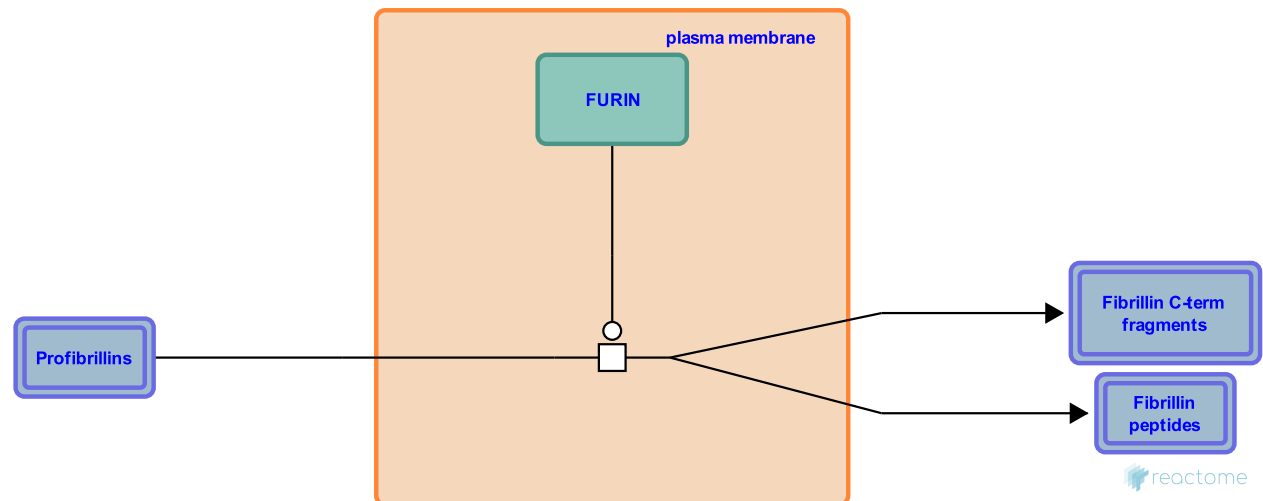 plasma membrane
FURIN
Profibrillins
Fibrillin C-term
fragments
Fibrillin
peptides
reactome